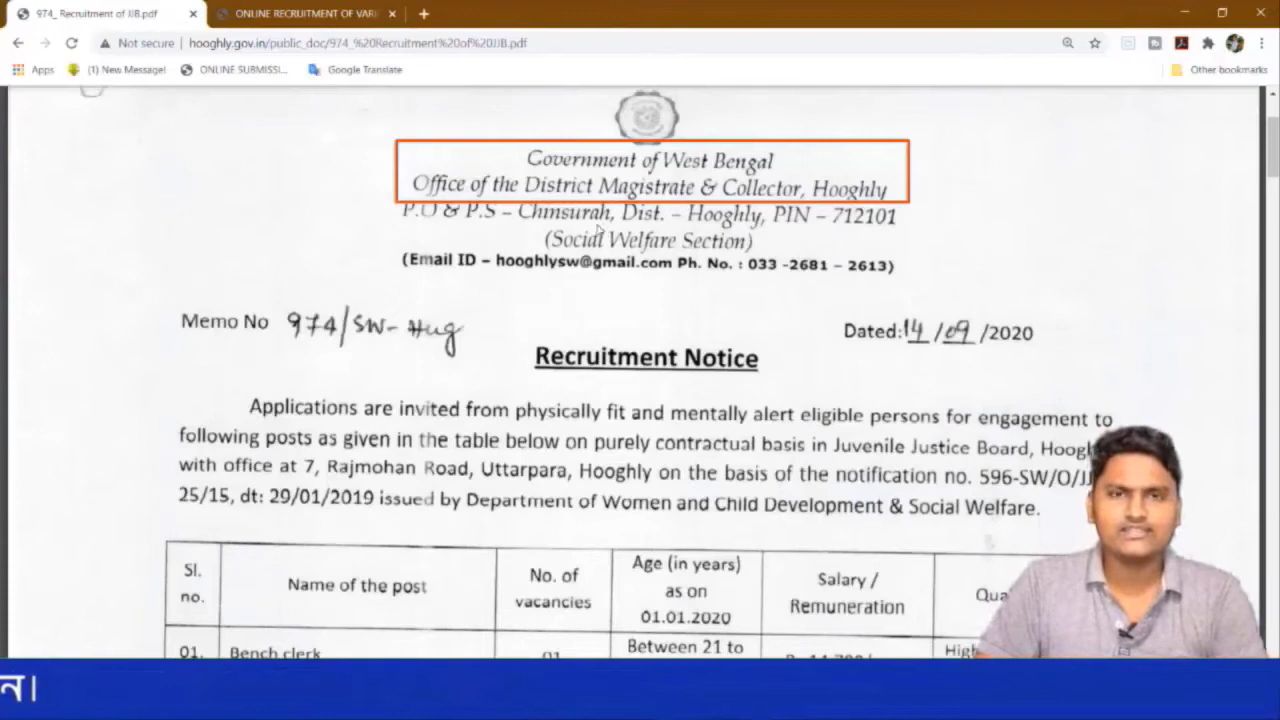 974_ Recruitment of JJB.pdf
ONLINE RECRUITMENT OF VARI
Not secure
hooghly.gov.in/public_doc/974_%20Recruitment%20of%20JJB.pdf
Apps
(1) New Message!
ONLINE SUBMISSI...
Google Translate
Other bookmarks
Government of West Bengal
Office of the District Magistrate & Collector, Hooghly
P.O & P.S – Chinsurah, Dist. – Hooghly, PIN – 712101
(Social Welfare Section)
(Email ID – hooghlysw@gmail.com Ph. No. : 033 -2681 – 2613)
Memo No 974/SW-Hug
Dated:14/09/2020
Recruitment Notice
Applications are invited from physically fit and mentally alert eligible persons for engagement to
following posts as given in the table below on purely contractual basis in Juvenile Justice Board, Hoogh
with office at 7, Rajmohan Road, Uttarpara, Hooghly on the basis of the notification no. 596-SW/O/JJ
25/15, dt: 29/01/2019 issued by Department of Women and Child Development & Social Welfare.
Sl. no.
Name of the post
No. of vacancies
Age (in years) as on 01.01.2020
Salary / Remuneration
Qua
01.
Bench clerk
01
Between 21 to
High
ন।